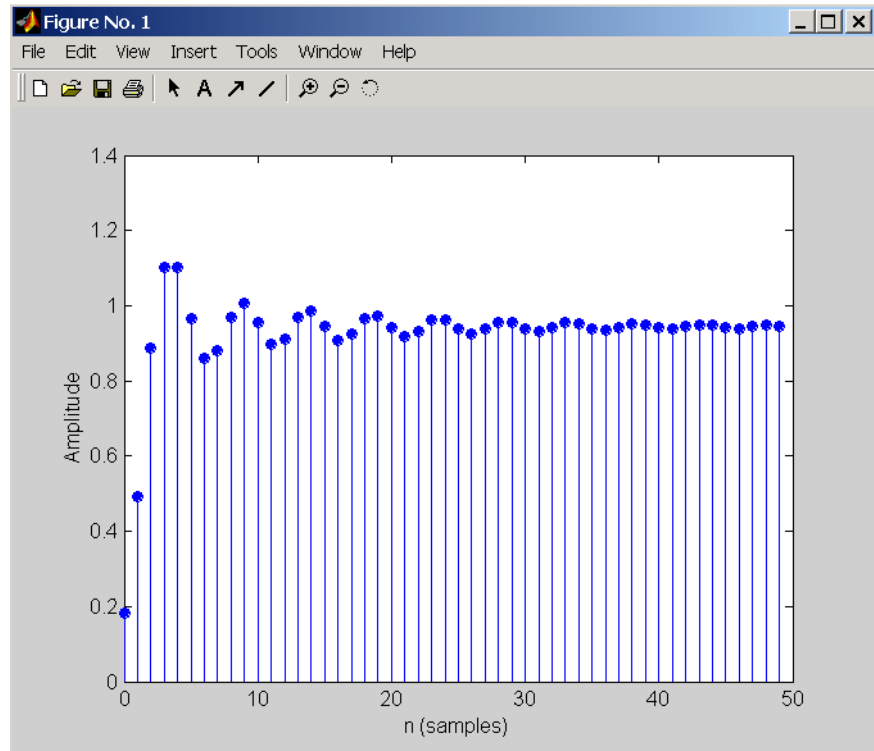 Figure No. 1
File Edit View Insert Tools Window Help
A
1.4
1.2
1
0.8
0.6
0.4
0.2
0
Amplitude
0 10 20 30 40 50
n (samples)